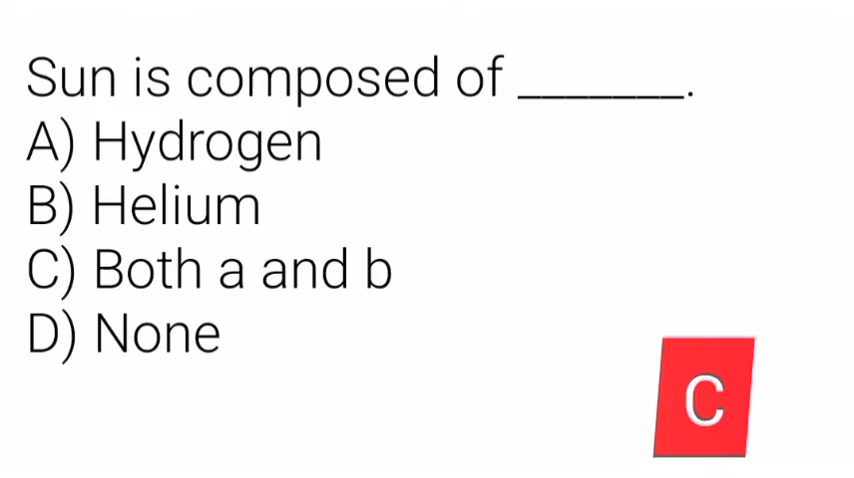 Sun is composed of _______.
A) Hydrogen
B) Helium
C) Both a and b
D) None
C